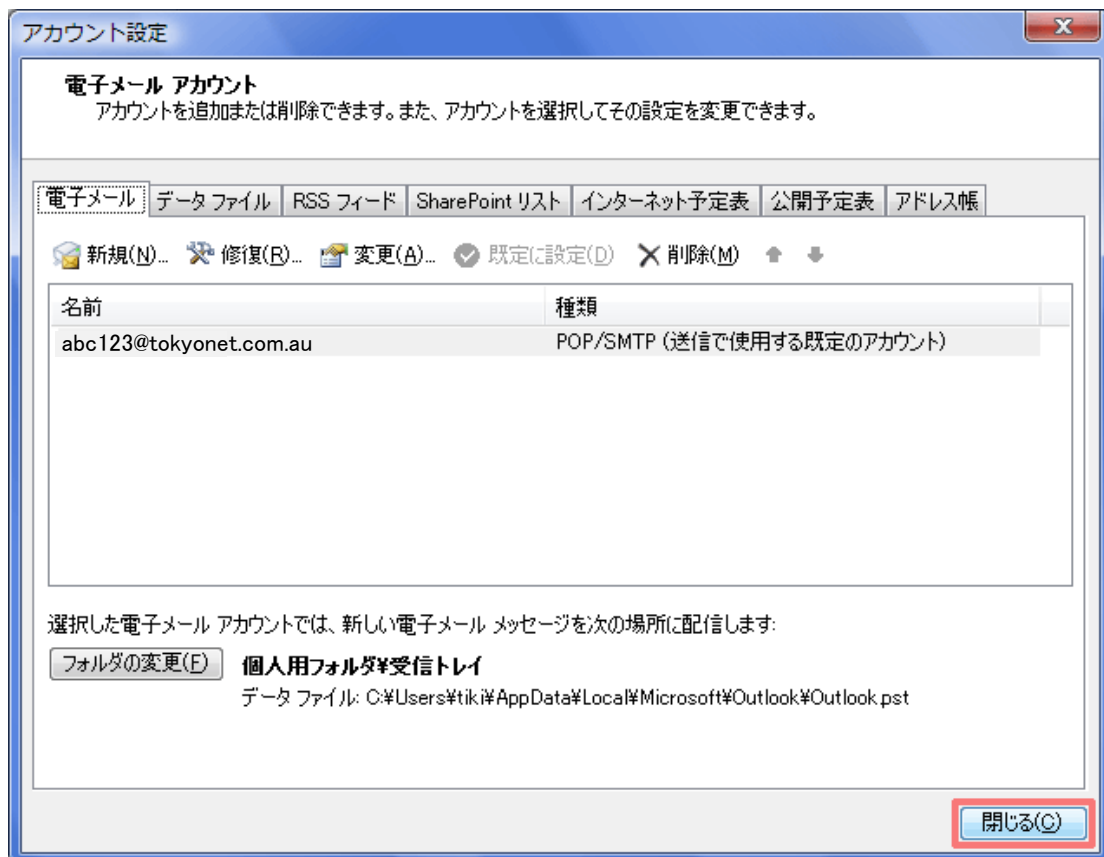 アカウント設定
電子メール アカウント
アカウントを追加または削除できます。また、アカウントを選択してその設定を変更できます。
電子メール データ ファイル RSS フィード SharePoint リスト インターネット予定表 公開予定表 アドレス帳
新規(N)... 修復(R)... 変更(A)... 既定に設定(D) 削除(M)
名前 種類
abc123@tokyonet.com.au POP/SMTP (送信で使用する既定のアカウント)
選択した電子メール アカウントでは、新しい電子メール メッセージを次の場所に配信します:
フォルダの変更(F) 個人用フォルダ¥受信トレイ
データ ファイル: C:¥Users¥tiki¥AppData¥Local¥Microsoft¥Outlook¥Outlook.pst
閉じる(C)